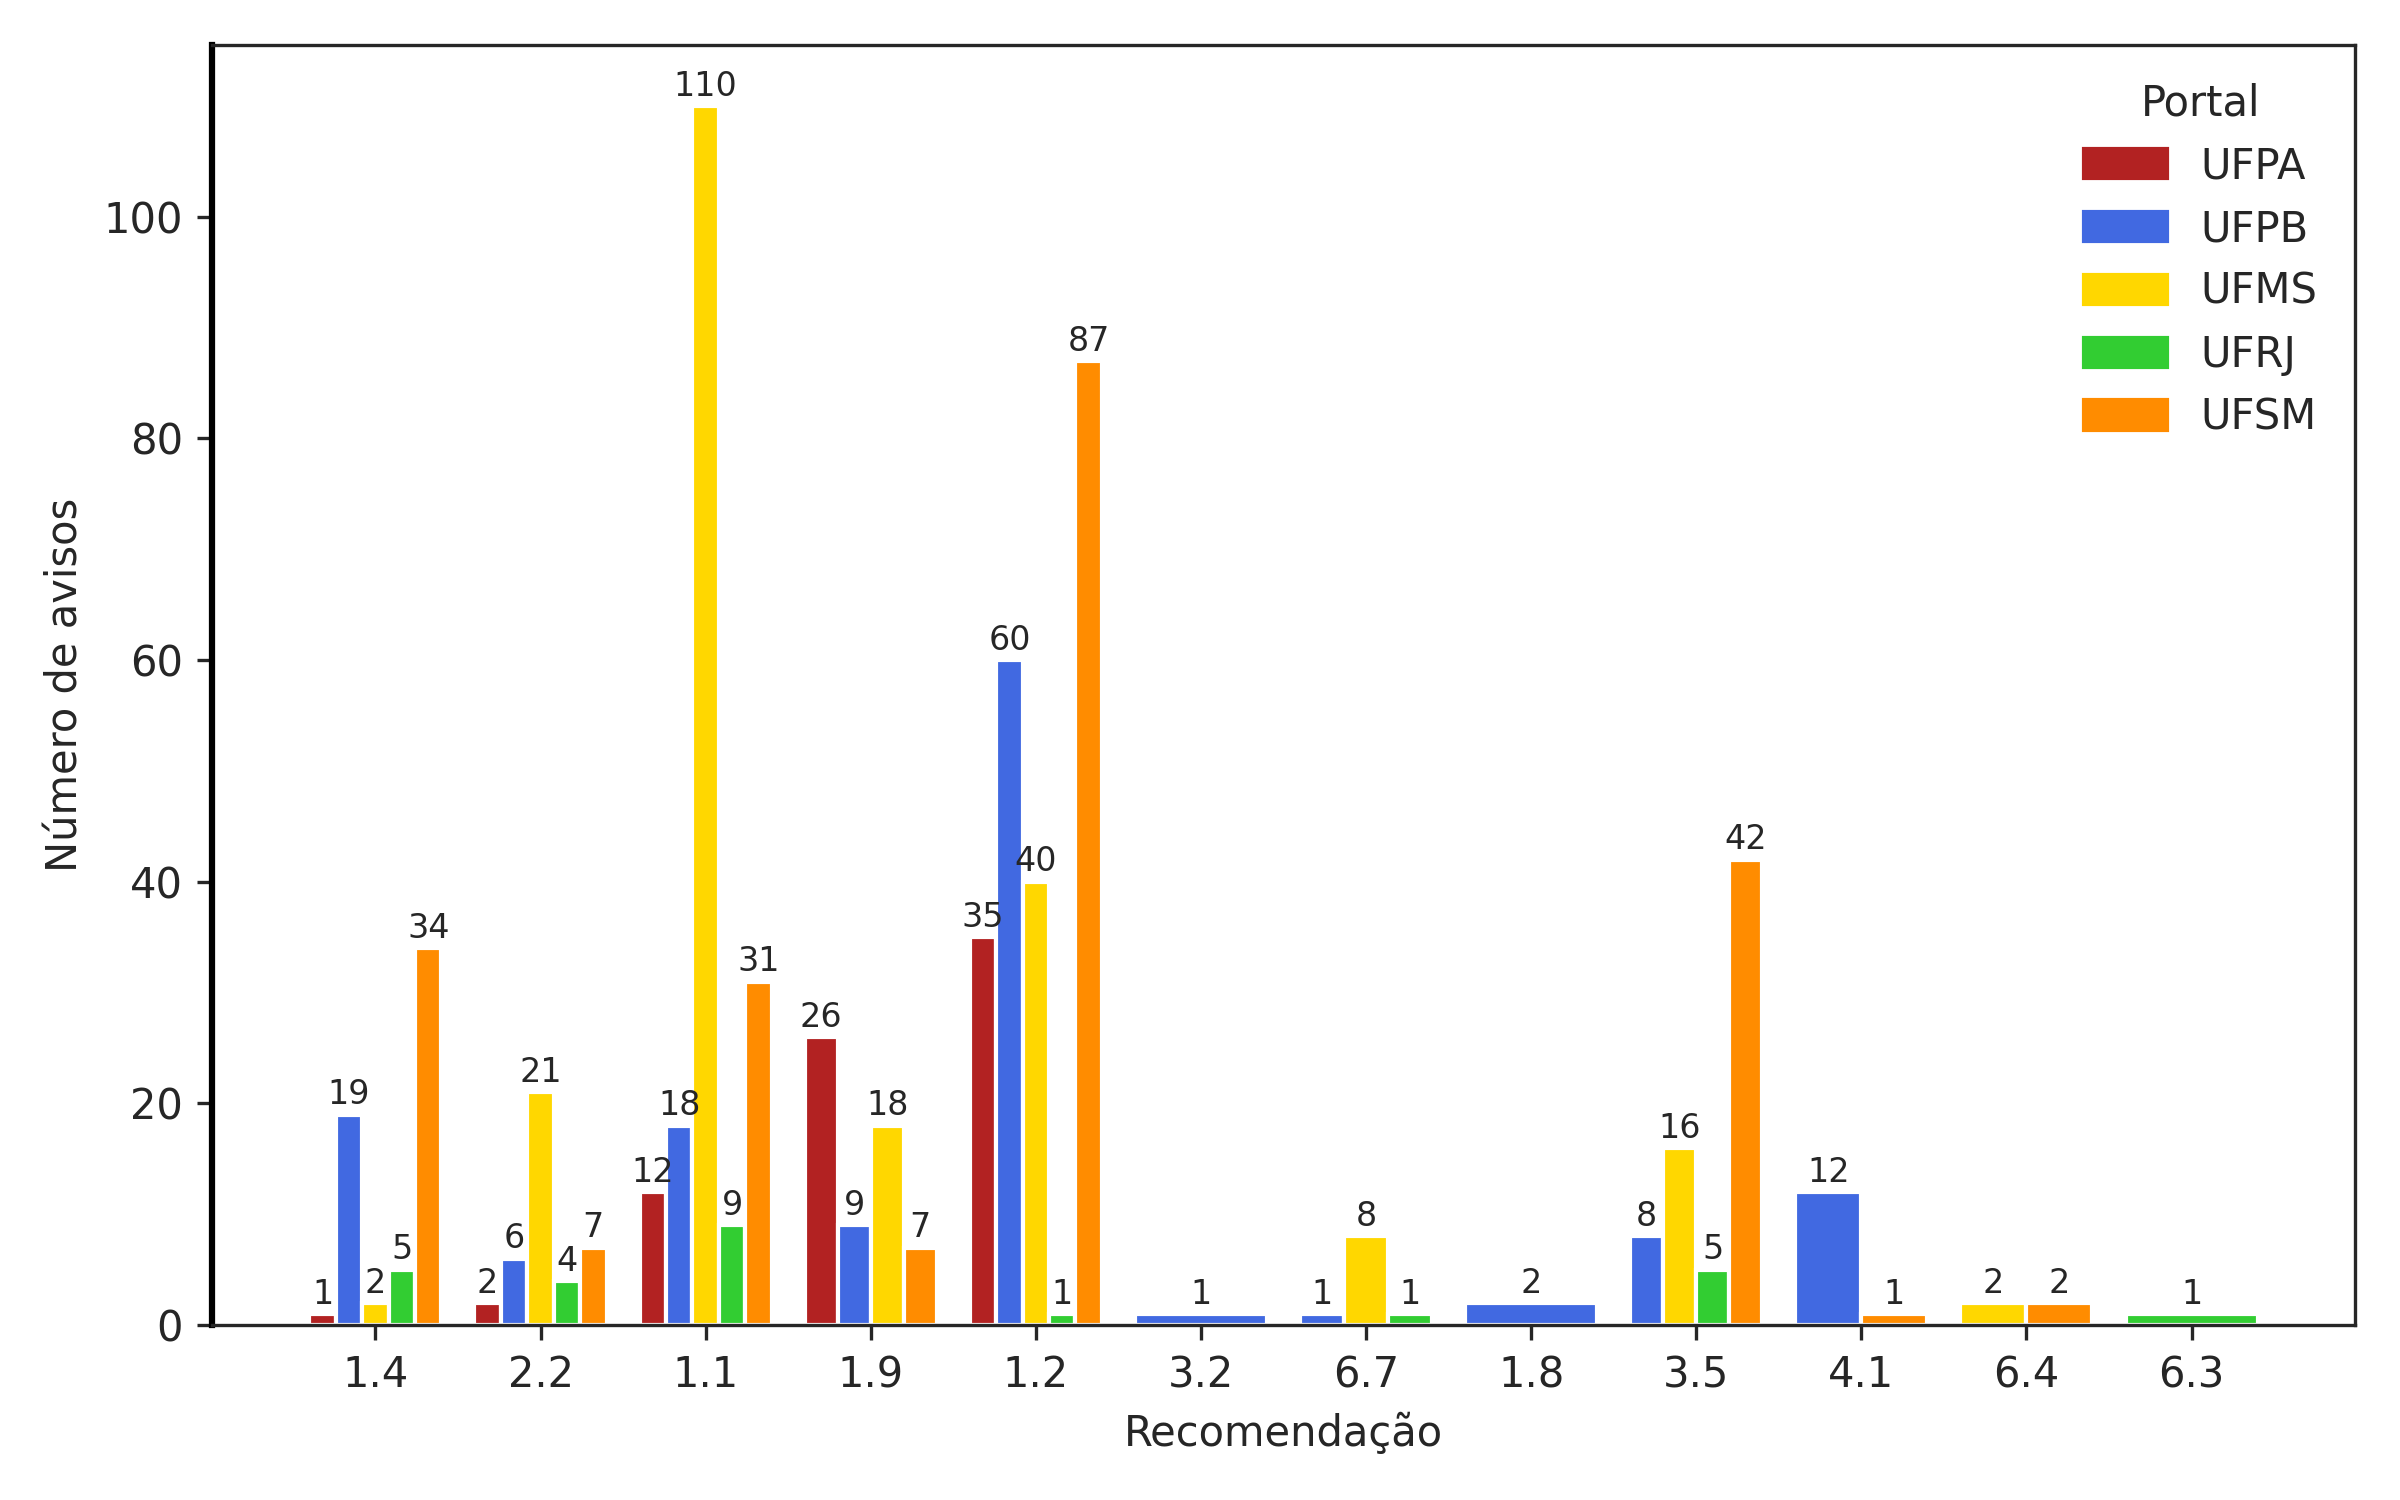 Portal
UFPA
UFPB
UFMS
UFRJ
UFSM
Número de avisos
100
80
60
40
20
0
1 19 2 5 34
2 6 21 4 7
12 18 110 9 31
26 9 18 7
35 60 40 1 87
1
1 8 1
2
8 16 5 42
12 1
2 2
1
1.4 2.2 1.1 1.9 1.2 3.2 6.7 1.8 3.5 4.1 6.4 6.3
Recomendação